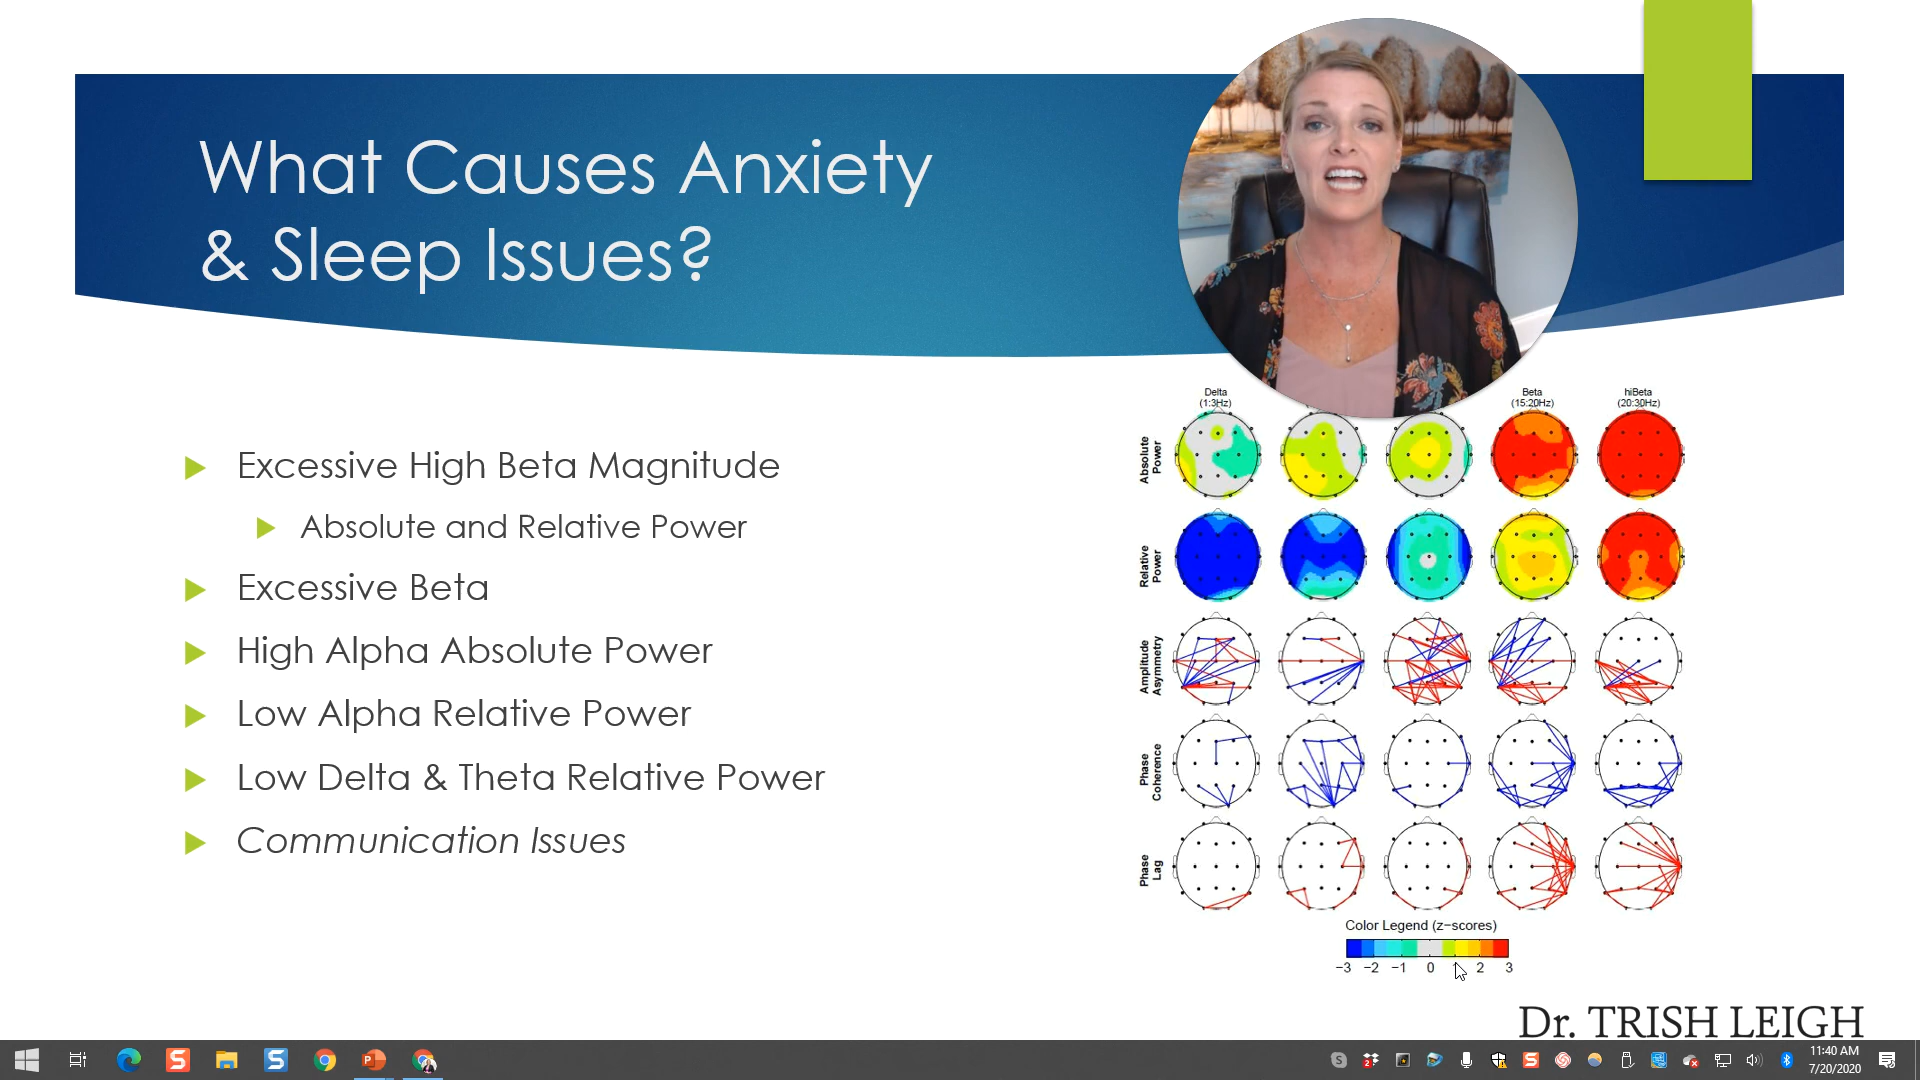 What Causes Anxiety
& Sleep Issues?
Excessive High Beta Magnitude
Absolute and Relative Power
Excessive Beta
High Alpha Absolute Power
Low Alpha Relative Power
Low Delta & Theta Relative Power
Communication Issues
Delta
(1:3Hz)
Beta
(15:20Hz)
hiBeta
(20:30Hz)
Absolute
Power
Relative
Power
Amplitude
Asymmetry
Phase
Coherence
Phase
Lag
Color Legend (z-scores)
-3 -2 -1 0 2 3
Dr. TRISH LEIGH
11:40 AM
7/20/2020